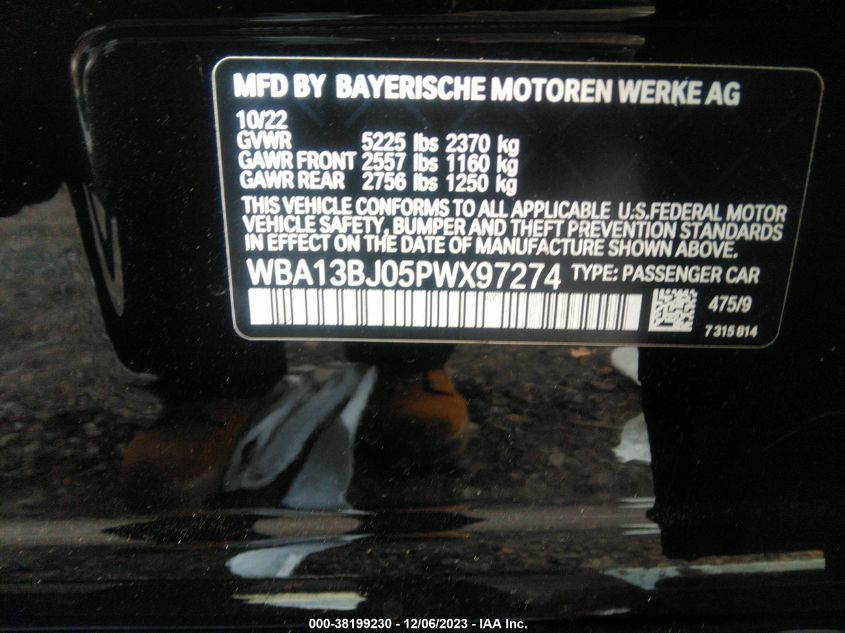 MFD BY BAYERISCHE MOTOREN WERKE AG
10/22
GVWR 5225 lbs 2370 kg
GAWR FRONT 2557 lbs 1160 kg
GAWR REAR 2756 lbs 1250 kg
THIS VEHICLE CONFORMS TO ALL APPLICABLE U.S.FEDERAL MOTOR
VEHICLE SAFETY, BUMPER AND THEFT PREVENTION STANDARDS
IN EFFECT ON THE DATE OF MANUFACTURE SHOWN ABOVE.
WBA13BJ05PWX97274 TYPE: PASSENGER CAR
475/9
7 315 814
000-38199230 - 12/06/2023 - IAA Inc.